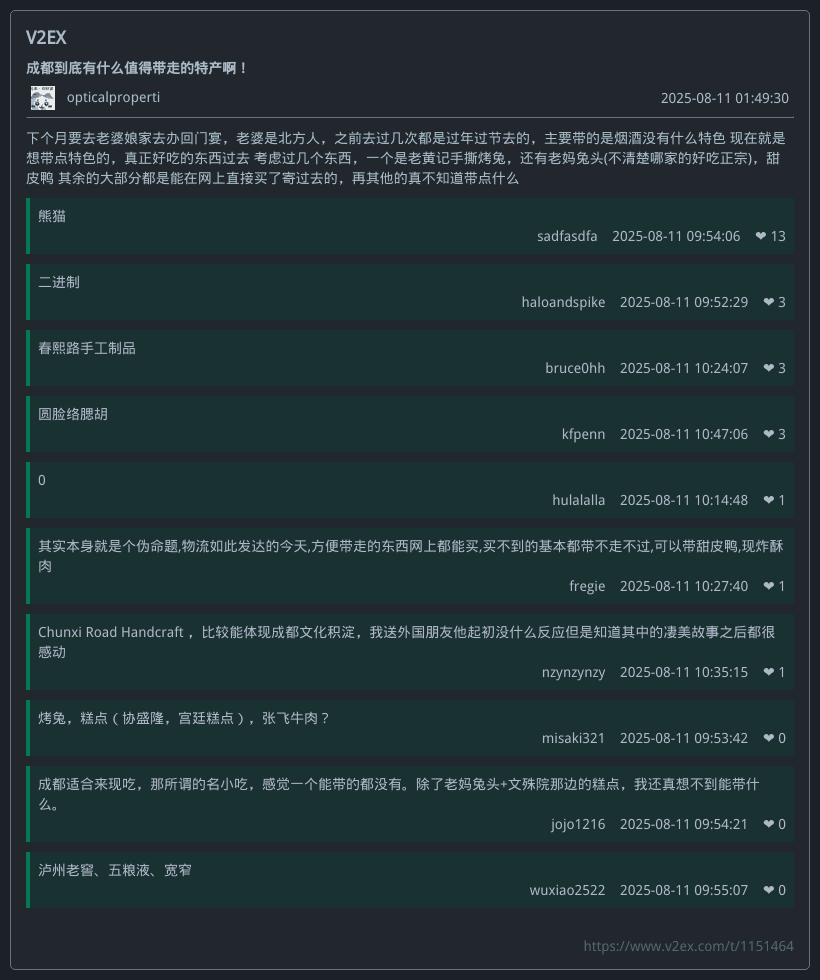 V2EX
成都到底有什么值得带走的特产啊！
opticalproperti 2025-08-11 01:49:30
下个月要去老婆娘家去办回门宴，老婆是北方人，之前去过几次都是过年过节去的，主要带的是烟酒没有什么特色 现在就是
想带点特色的，真正好吃的东西过去 考虑过几个东西，一个是老黄记手撕烤兔，还有老妈兔头(不清楚哪家的好吃正宗)，甜
皮鸭 其余的大部分都是能在网上直接买了寄过去的，再其他的真不知道带点什么
熊猫
sadfasdfa 2025-08-11 09:54:06 ❤ 13
二进制
haloandspike 2025-08-11 09:52:29 ❤ 3
春熙路手工制品
bruce0hh 2025-08-11 10:24:07 ❤ 3
圆脸络腮胡
kfpenn 2025-08-11 10:47:06 ❤ 3
0
hulalalla 2025-08-11 10:14:48 ❤ 1
其实本身就是个伪命题,物流如此发达的今天,方便带走的东西网上都能买,买不到的基本都带不走不过,可以带甜皮鸭,现炸酥
肉
fregie 2025-08-11 10:27:40 ❤ 1
Chunxi Road Handcraft ，比较能体现成都文化积淀，我送外国朋友他起初没什么反应但是知道其中的凄美故事之后都很
感动
nzynzynzy 2025-08-11 10:35:15 ❤ 1
烤兔，糕点（协盛隆，宫廷糕点），张飞牛肉？
misaki321 2025-08-11 09:53:42 ❤ 0
成都适合来现吃，那所谓的名小吃，感觉一个能带的都没有。除了老妈兔头+文殊院那边的糕点，我还真想不到能带什
么。
jojo1216 2025-08-11 09:54:21 ❤ 0
泸州老窖、五粮液、宽窄
wuxiao2522 2025-08-11 09:55:07 ❤ 0
https://www.v2ex.com/t/1151464